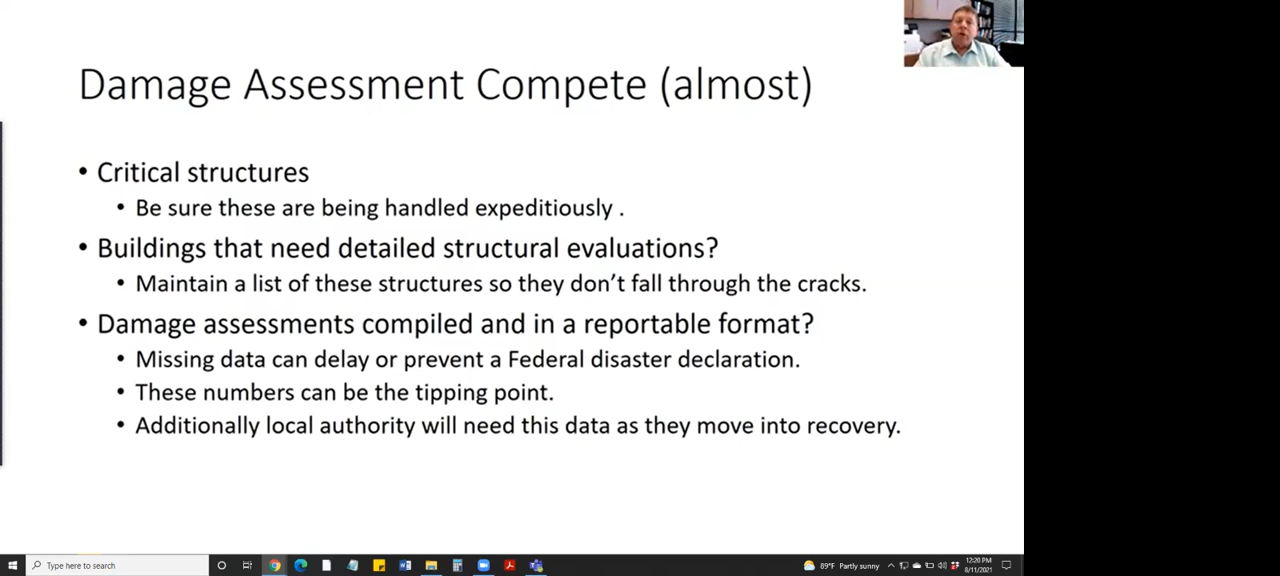 Damage Assessment Compete (almost)
• Critical structures
• Be sure these are being handled expeditiously .
• Buildings that need detailed structural evaluations?
• Maintain a list of these structures so they don't fall through the cracks.
• Damage assessments compiled and in a reportable format?
• Missing data can delay or prevent a Federal disaster declaration.
• These numbers can be the tipping point.
• Additionally local authority will need this data as they move into recovery.
Type here to search
89°F Partly sunny
12:20 PM
8/11/2021